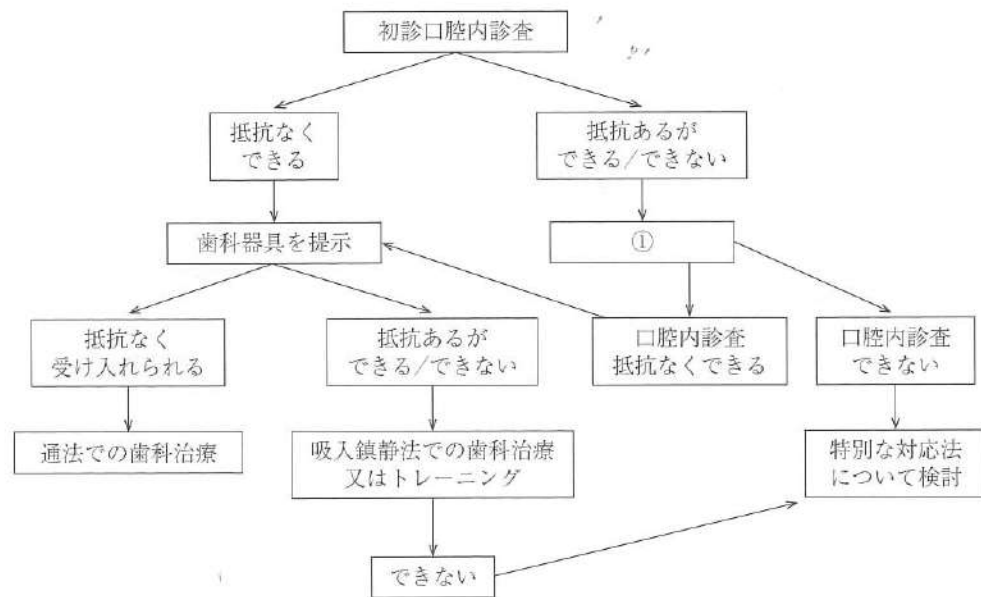 初診口腔内診査
抵抗なく
できる
抵抗あるが
できる/できない
歯科器具を提示
①
抵抗なく
受け入れられる
抵抗あるが
できる/できない
口腔内診査
抵抗なくできる
口腔内診査
できない
通法での歯科治療
吸入鎮静法での歯科治療
又はトレーニング
特別な対応法
について検討
できない